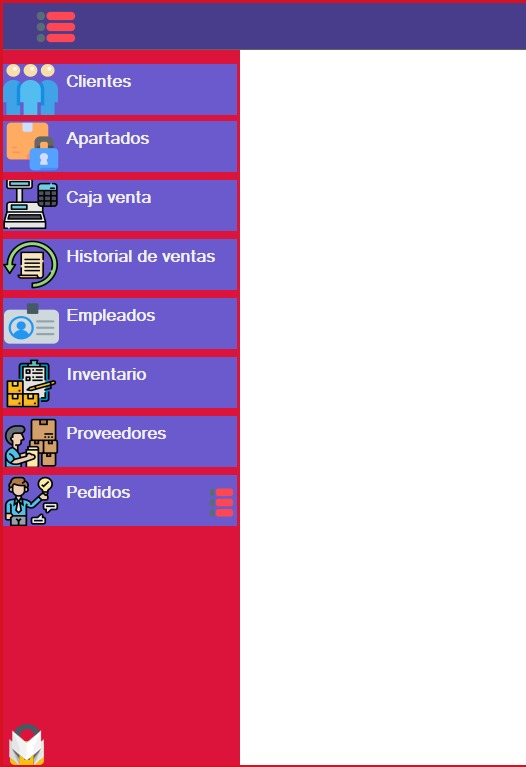 Clientes
Apartados
Caja venta
Historial de ventas
Empleados
Inventario
Proveedores
Pedidos